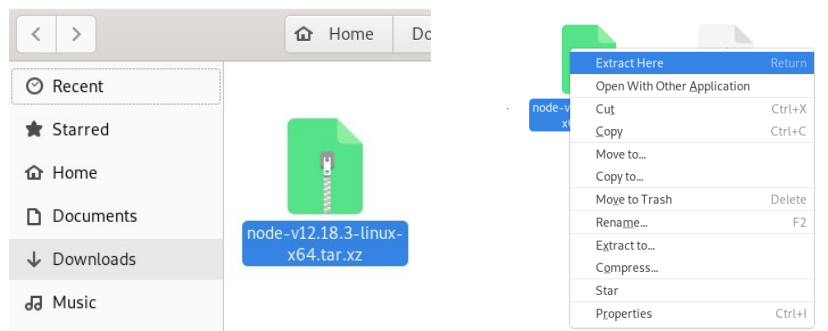 Home
Do
Recent
Starred
Home
Documents
Downloads
Music
node-v12.18.3-linux-
x64.tar.xz
node-v
x
Extract Here Return
Open With Other Application
Cut Ctrl+X
Copy Ctrl+C
Move to...
Copy to...
Move to Trash Delete
Rename... F2
Extract to...
Compress...
Star
Properties Ctrl+I